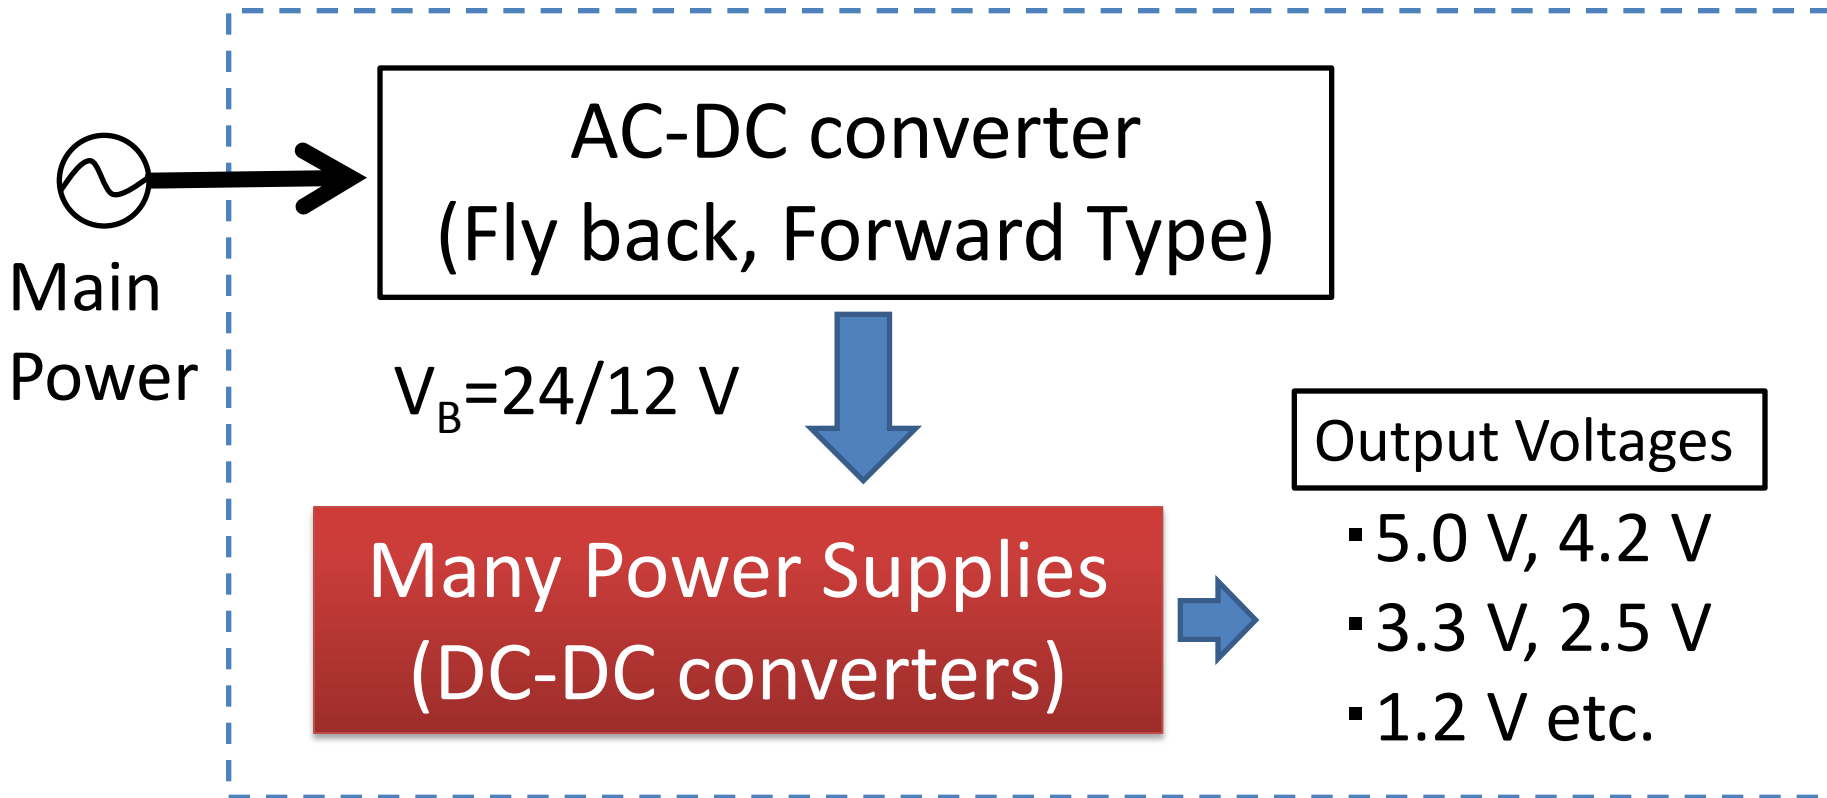 AC-DC converter
(Fly back, Forward Type)
Main
Power
V_B=24/12 V
Output Voltages
Many Power Supplies
(DC-DC converters)
▪5.0 V, 4.2 V
▪3.3 V, 2.5 V
▪1.2 V etc.